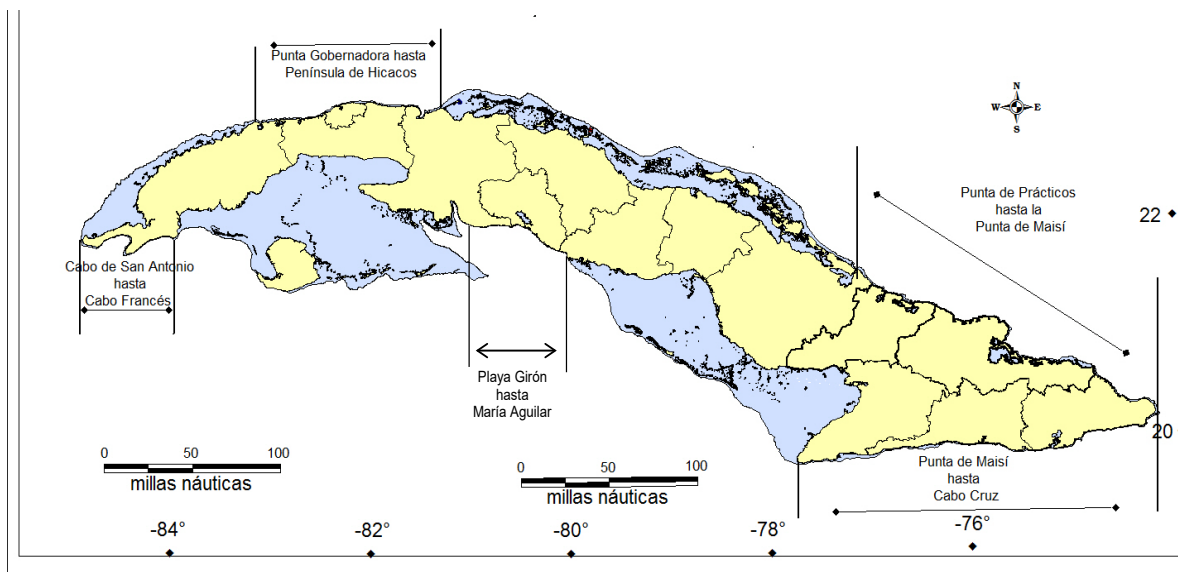 Punta Gobernadora hasta
Península de Hicacos
N
W E
S
Punta de Prácticos
hasta la
Punta de Maisí
22
Cabo de San Antonio
hasta
Cabo Francés
Playa Girón
hasta
María Aguilar
20
0 50 100
millas náuticas
0 50 100
millas náuticas
Punta de Maisí
hasta
Cabo Cruz
-84° -82° -80° -78° -76°